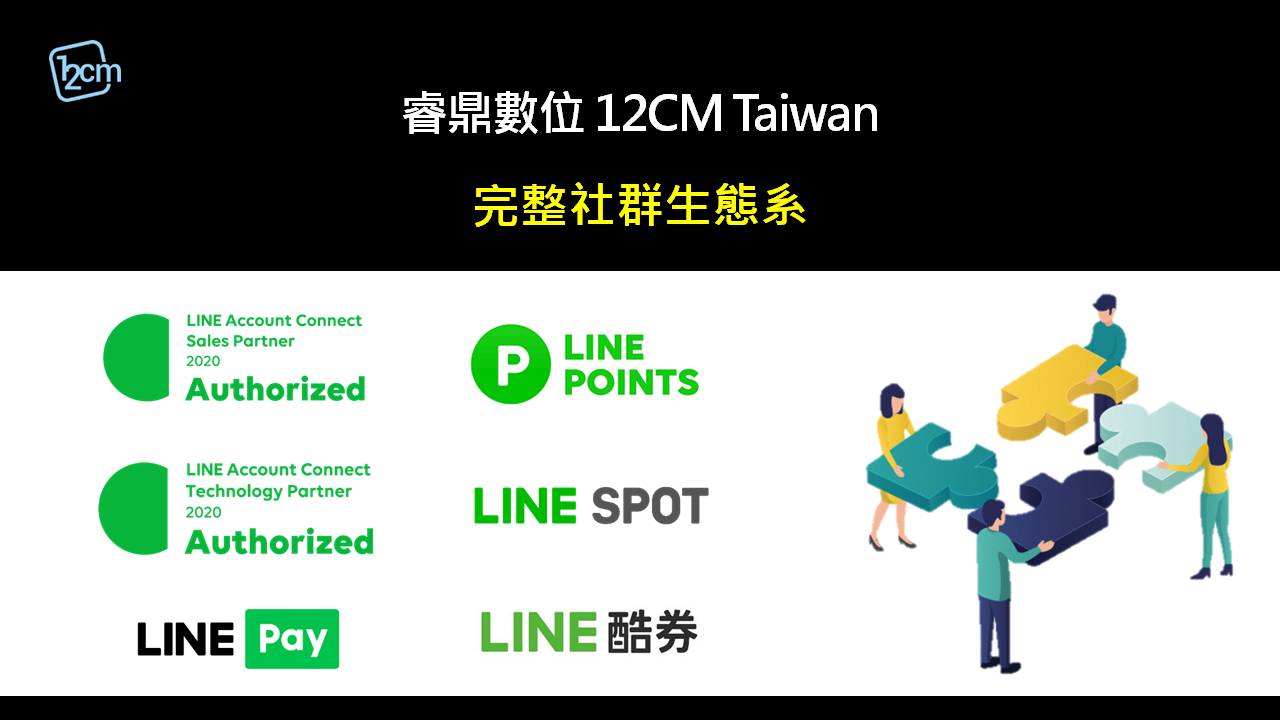 12cm
睿鼎數位 12CM Taiwan
完整社群生態系
LINE Account Connect
Sales Partner
2020
Authorized
P LINE
POINTS
LINE Account Connect
Technology Partner
2020
Authorized
LINE SPOT
LINE Pay
LINE 酷券